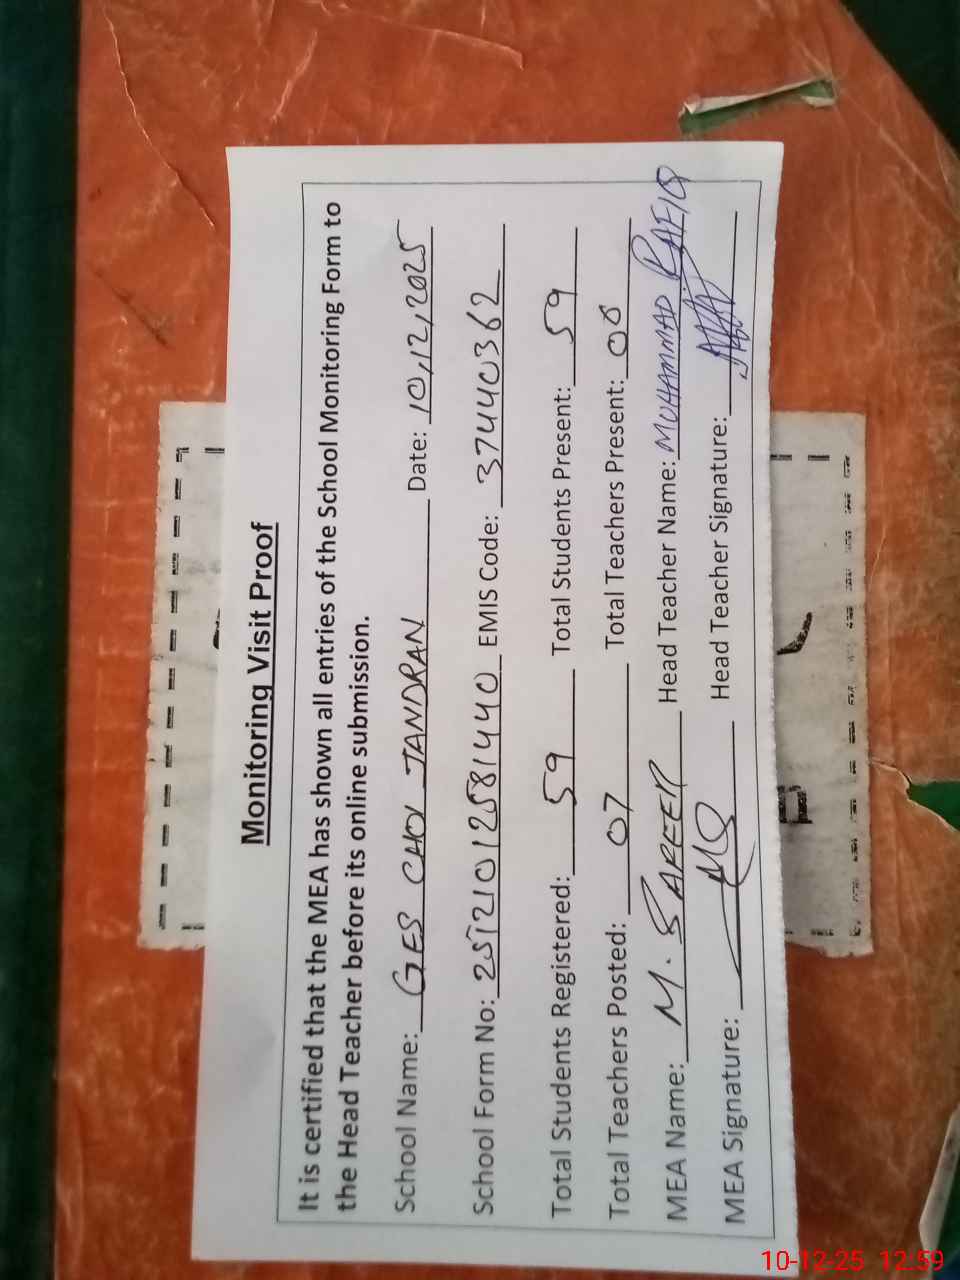 Monitoring Visit Proof
It is certified that the MEA has shown all entries of the School Monitoring Form to
the Head Teacher before its online submission.
School Name: GES CHOI JANDRAN Date: 10,12,2025
School Form No: 25121012581440 EMIS Code: 37440362
Total Students Registered: 59 Total Students Present: 59
Total Teachers Posted: 07 Total Teachers Present: 08
MEA Name: M. SAFEER Head Teacher Name: MUHAMMAD RAFIQ
MEA Signature: Head Teacher Signature:
10-12-25 12:59